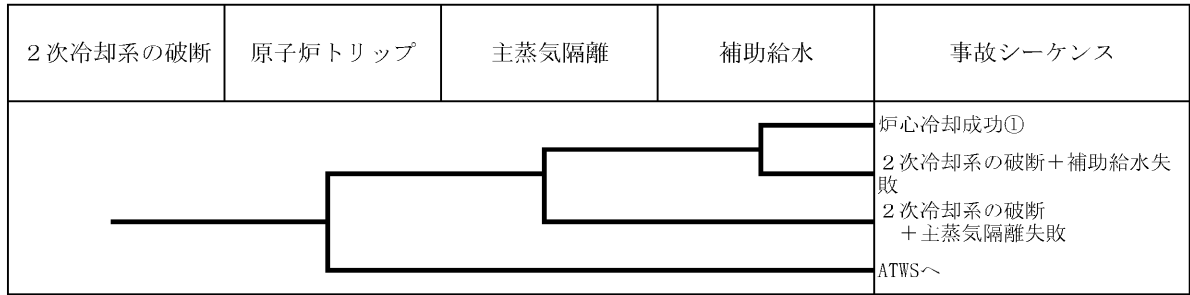 ２次冷却系の破断
原子炉トリップ
主蒸気隔離
補助給水
事故シーケンス
炉心冷却成功①
２次冷却系の破断＋補助給水失
敗
２次冷却系の破断
＋主蒸気隔離失敗
ATWSへ